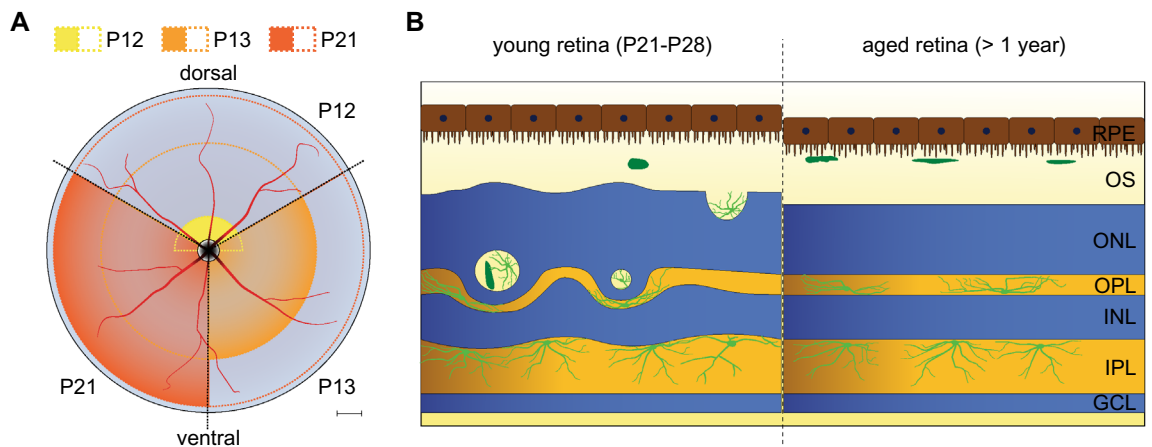 A
P12 P13 P21
dorsal
P12
P21
P13
ventral
B
young retina (P21-P28) aged retina (> 1 year)
RPE
OS
ONL
OPL
INL
IPL
GCL